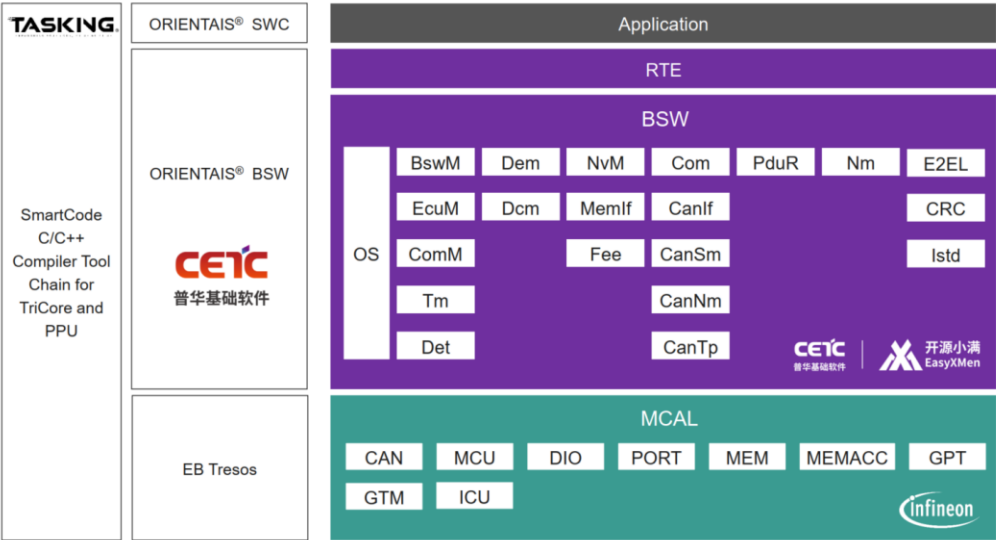 TASKING®
SmartCode
C/C++
Compiler Tool
Chain for
TriCore and
PPU
ORIENTAIS® SWC
ORIENTAIS® BSW
CETC
普华基础软件
EB Tresos
Application
RTE
BSW
OS
BswM Dem NvM Com PduR Nm E2EL
EcuM Dcm MemIf CanIf CRC
ComM Fee CanSm Istd
Tm CanNm
Det CanTp
CETC
普华基础软件
开源小满
EasyXMen
MCAL
CAN MCU DIO PORT MEM MEMACC GPT
GTM ICU
infineon